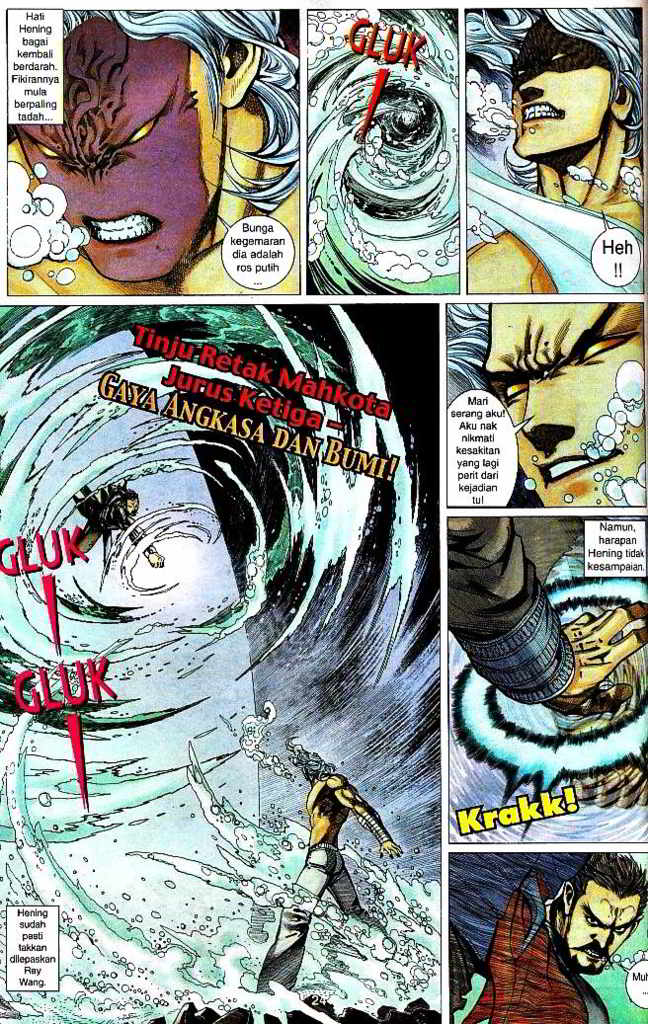 Hati
Hening
bagai
kembali
berdarah.
Fikirannya
mula
berpaling
tadah...
Bunga
kegemaran
dia adalah
ros putih
...
GLUK
Heh
!!
Tinju Retak Mahkota
Jurus Ketiga –
GAYA ANGKASA DAN BUMI!
GLUK
GLUK
Hening
sudah
pasti
takkan
dilepaskan
Ray
Wang.
24
Mari
serang aku!
Aku nak
nikmati
kesakitan
yang lagi
perit dari
kejadian
tu!
Namun,
harapan
Hening tidak
kesampaian.
Krakk!
Muh
...